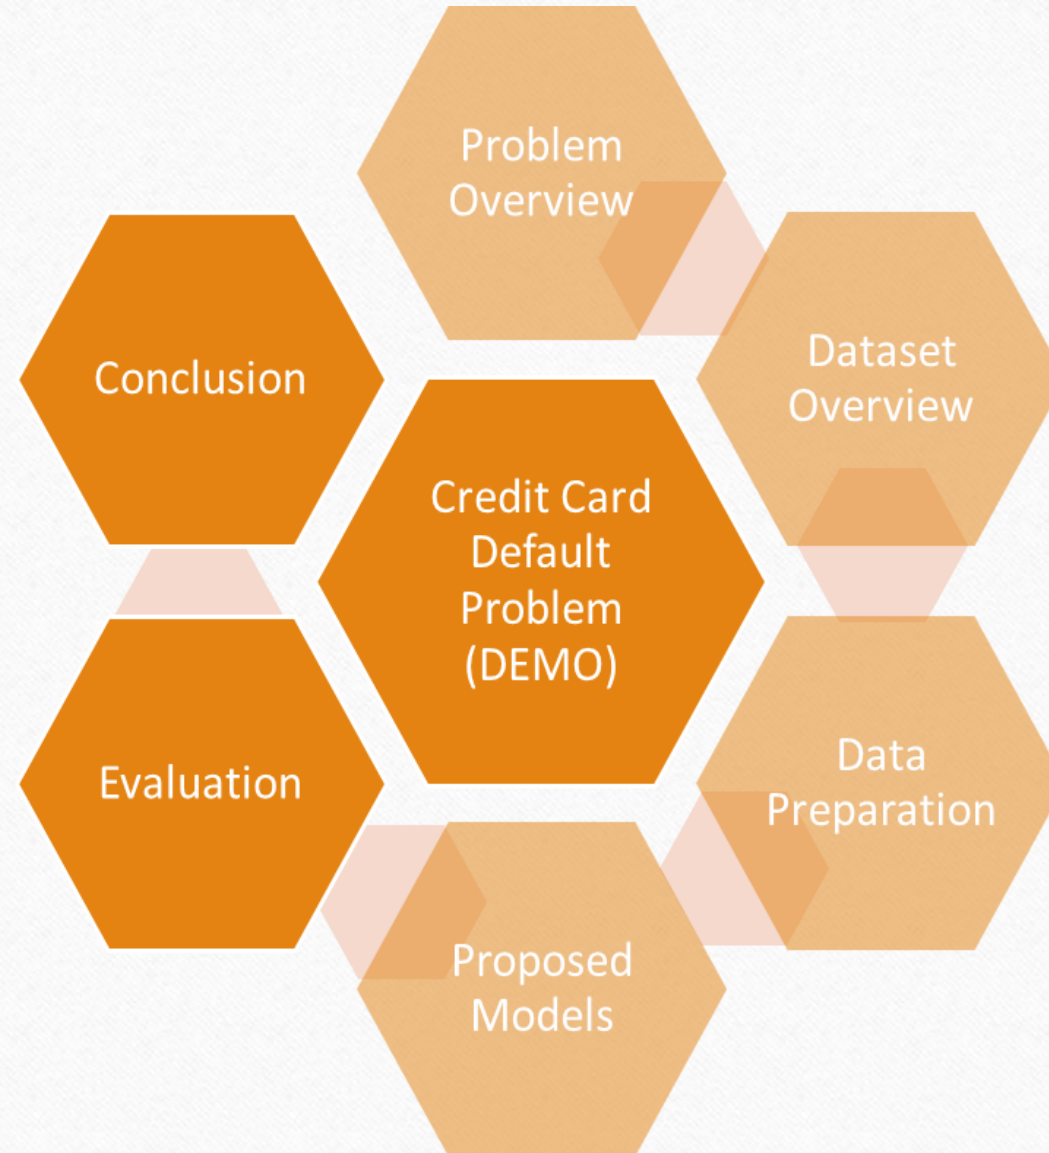 Problem
Overview
Dataset
Overview
Data
Preparation
Proposed
Models
Evaluation
Conclusion
Credit Card
Default
Problem
(DEMO)